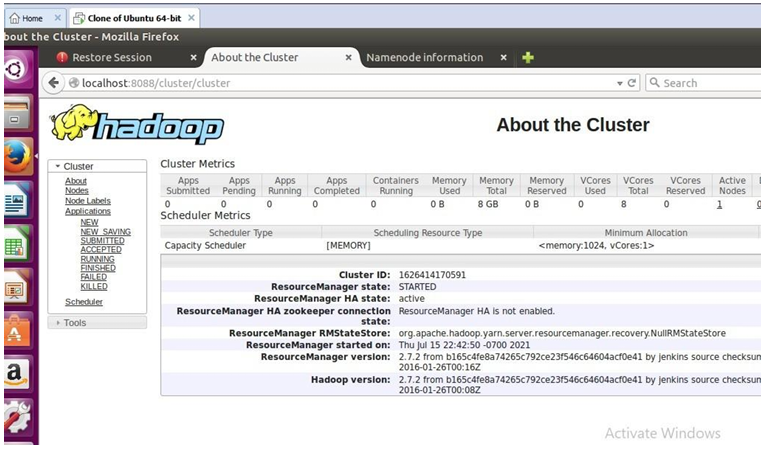 Home × Clone of Ubuntu 64-bit ×
bout the Cluster - Mozilla Firefox
Restore Session × About the Cluster × Namenode information ×
localhost:8088/cluster/cluster Search
hadoop
About the Cluster
Cluster
About
Nodes
Node Labels
Applications
NEW
NEW_SAVING
SUBMITTED
ACCEPTED
RUNNING
FINISHED
FAILED
KILLED
Scheduler
Tools
Cluster Metrics
Apps Submitted Apps Pending Apps Running Apps Completed Containers Running Memory Used Memory Total Memory Reserved VCores Used VCores Total VCores Reserved Active Nodes
0 0 0 0 0 0 B 8 GB 0 B 0 8 0 1 0
Scheduler Metrics
Scheduler Type Scheduling Resource Type Minimum Allocation
Capacity Scheduler [MEMORY] <memory:1024, vCores:1>
Cluster ID: 1626414170591
ResourceManager state: STARTED
ResourceManager HA state: active
ResourceManager HA zookeeper connection state: ResourceManager HA is not enabled.
ResourceManager RMStateStore: org.apache.hadoop.yarn.server.resourcemanager.recovery.NullRMStateStore
ResourceManager started on: Thu Jul 15 22:42:50 -0700 2021
ResourceManager version: 2.7.2 from b165c4fe8a74265c792ce23f546c64604acf0e41 by jenkins source checksum
2016-01-26T00:16Z
Hadoop version: 2.7.2 from b165c4fe8a74265c792ce23f546c64604acf0e41 by jenkins source checksum
2016-01-26T00:08Z
Activate Windows